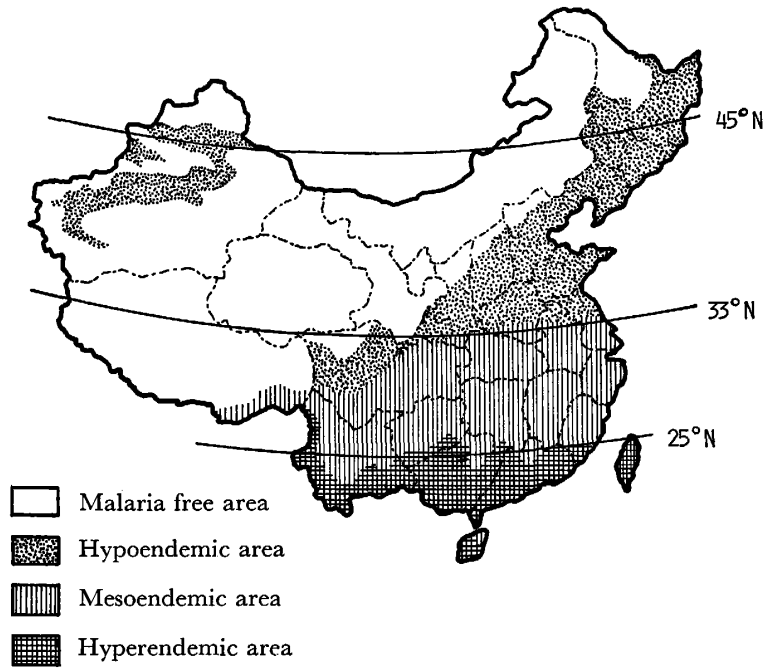 45°N
33°N
25°N
Malaria free area
Hypoendemic area
Mesoendemic area
Hyperendemic area